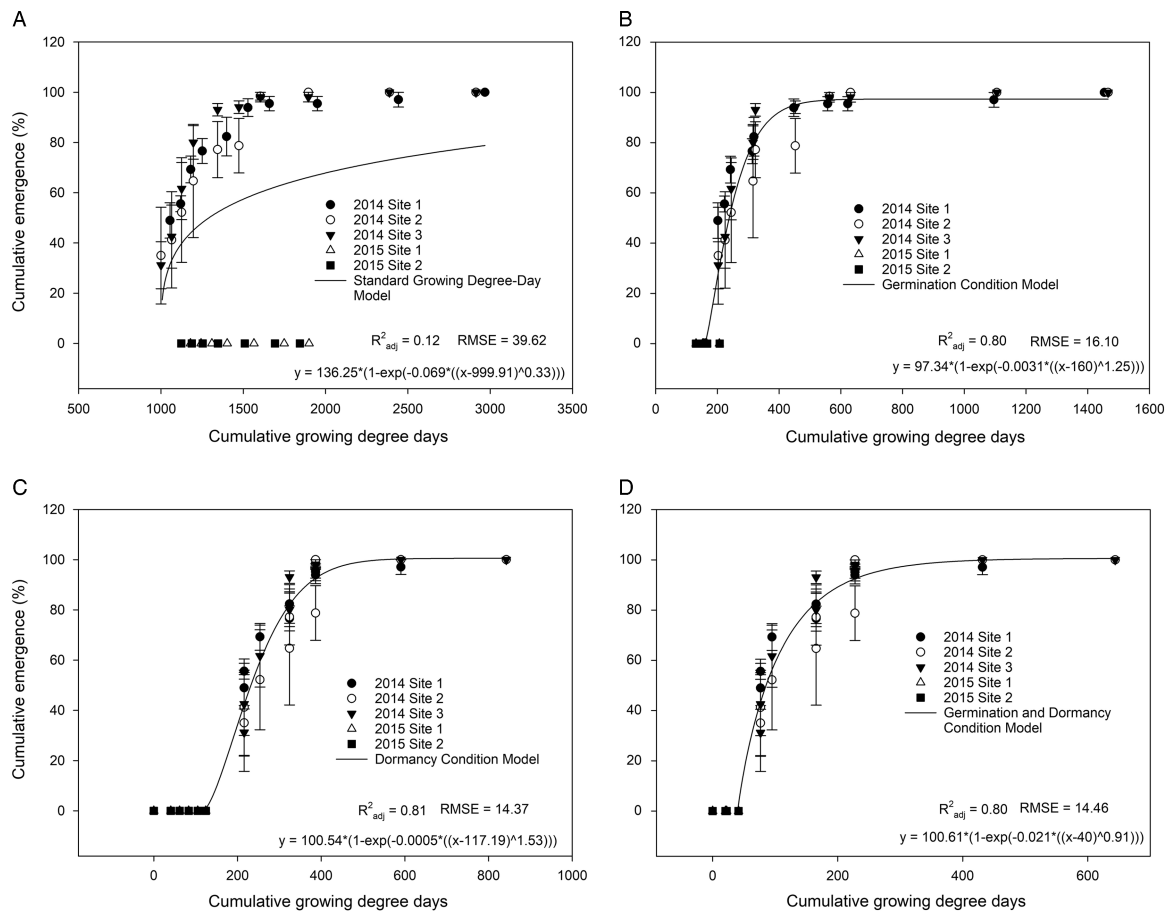 A
120
100
80
60
40
20
0
Cumulative emergence (%)
2014 Site 1
2014 Site 2
2014 Site 3
2015 Site 1
2015 Site 2
Standard Growing Degree-Day
Model
R²adj = 0.12 RMSE = 39.62
y = 136.25*(1-exp(-0.069*((x-999.91)^0.33)))
500 1000 1500 2000 2500 3000 3500
Cumulative growing degree days
B
120
100
80
60
40
20
0
2014 Site 1
2014 Site 2
2014 Site 3
2015 Site 1
2015 Site 2
Germination Condition Model
R²adj = 0.80 RMSE = 16.10
y = 97.34*(1-exp(-0.0031*((x-160)^1.25)))
0 200 400 600 800 1000 1200 1400 1600
Cumulative growing degree days
C
120
100
80
60
40
20
0
Cumulative emergence (%)
2014 Site 1
2014 Site 2
2014 Site 3
2015 Site 1
2015 Site 2
Dormancy Condition Model
R²adj = 0.81 RMSE = 14.37
y = 100.54*(1-exp(-0.0005*((x-117.19)^1.53)))
0 200 400 600 800 1000
Cumulative growing degree days
D
120
100
80
60
40
20
0
2014 Site 1
2014 Site 2
2014 Site 3
2015 Site 1
2015 Site 2
Germination and Dormancy
Condition Model
R²adj = 0.80 RMSE = 14.46
y = 100.61*(1-exp(-0.021*((x-40)^0.91)))
0 200 400 600
Cumulative growing degree days